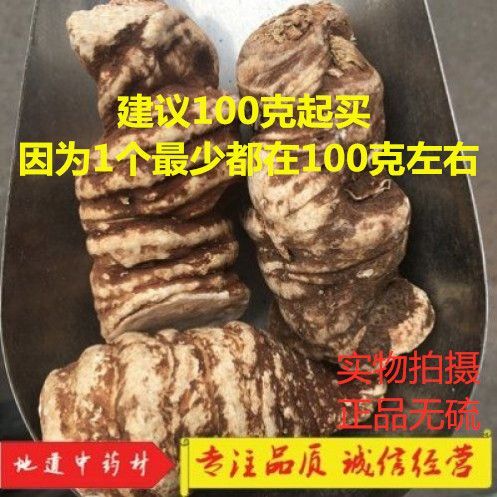 建议100克起买
因为1个最少都在100克左右
实物拍摄
正品无硫
地道中药材
专注品质 诚信经营